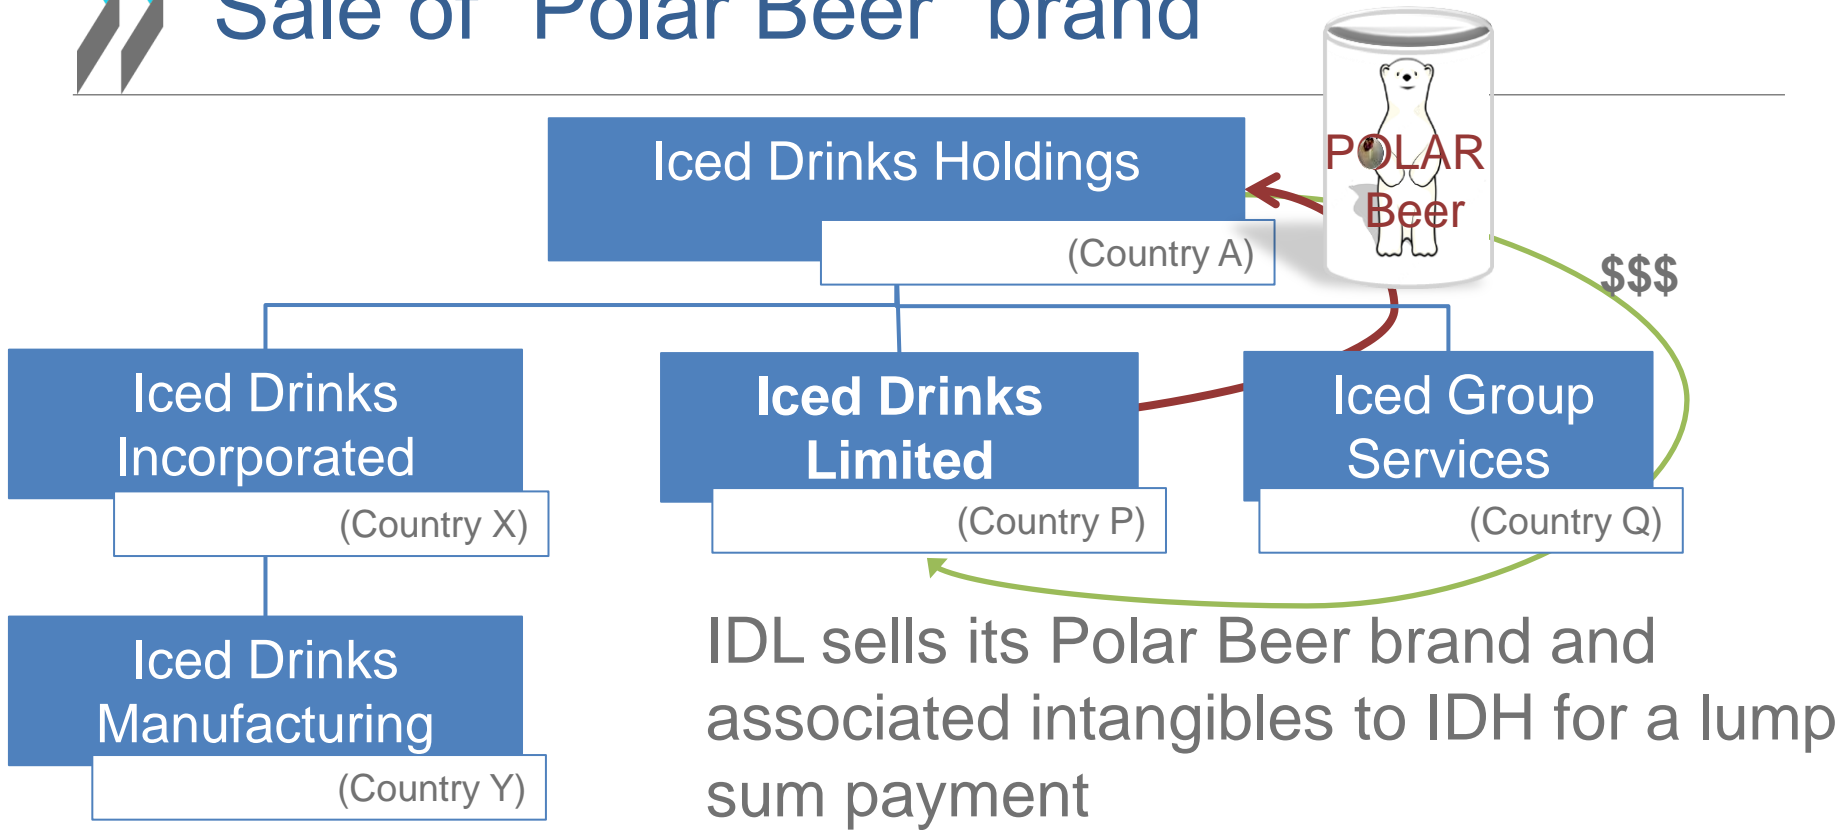 Sale of "Polar Beer" brand
Iced Drinks Holdings
(Country A)
POLAR
Beer
$$$
Iced Drinks
Incorporated
(Country X)
Iced Drinks
Limited
(Country P)
Iced Group
Services
(Country Q)
Iced Drinks
Manufacturing
(Country Y)
IDL sells its Polar Beer brand and
associated intangibles to IDH for a lump
sum payment